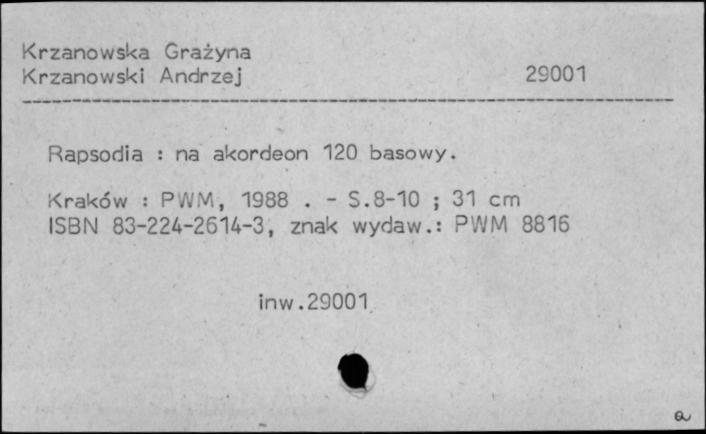 Krzanowska Grażyna
Krzanowski Andrzej 29001
Rapsodia : na akordeon 120 basowy.
Kraków : PWM, 1988 . - S.8-10 ; 31 cm
ISBN 83-224-2614-3, znak wydaw.: PWM 8816
inw.29001